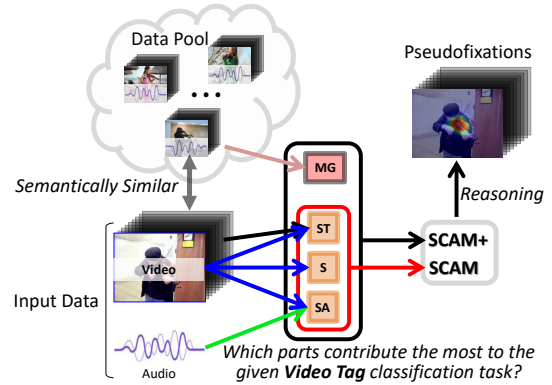 Data Pool
Pseudofixations
Semantically Similar
MG
Reasoning
ST
Video
S
SCAM+
SCAM
Input Data
SA
Audio
Which parts contribute the most to the
given Video Tag classification task?